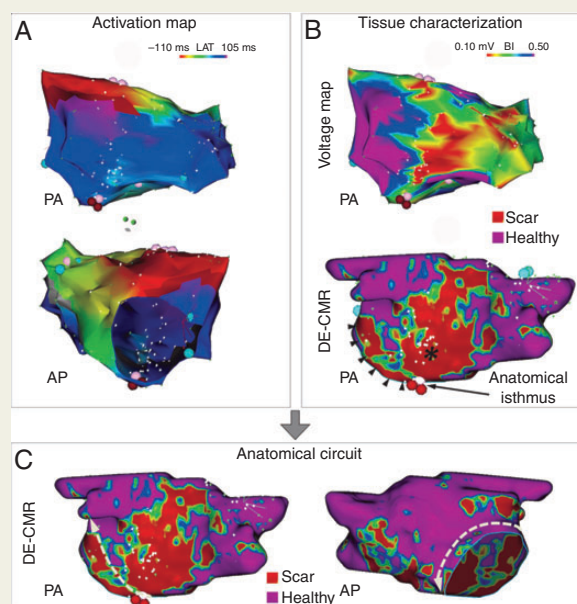 Activation map
A
–110 ms LAT 105 ms
PA
AP
Tissue characterization
B
0.10 mV BI 0.50
Voltage map
PA
Scar
Healthy
DE-CMR
PA
Anatomical
isthmus
C
Anatomical circuit
DE-CMR
PA
Scar
Healthy
AP